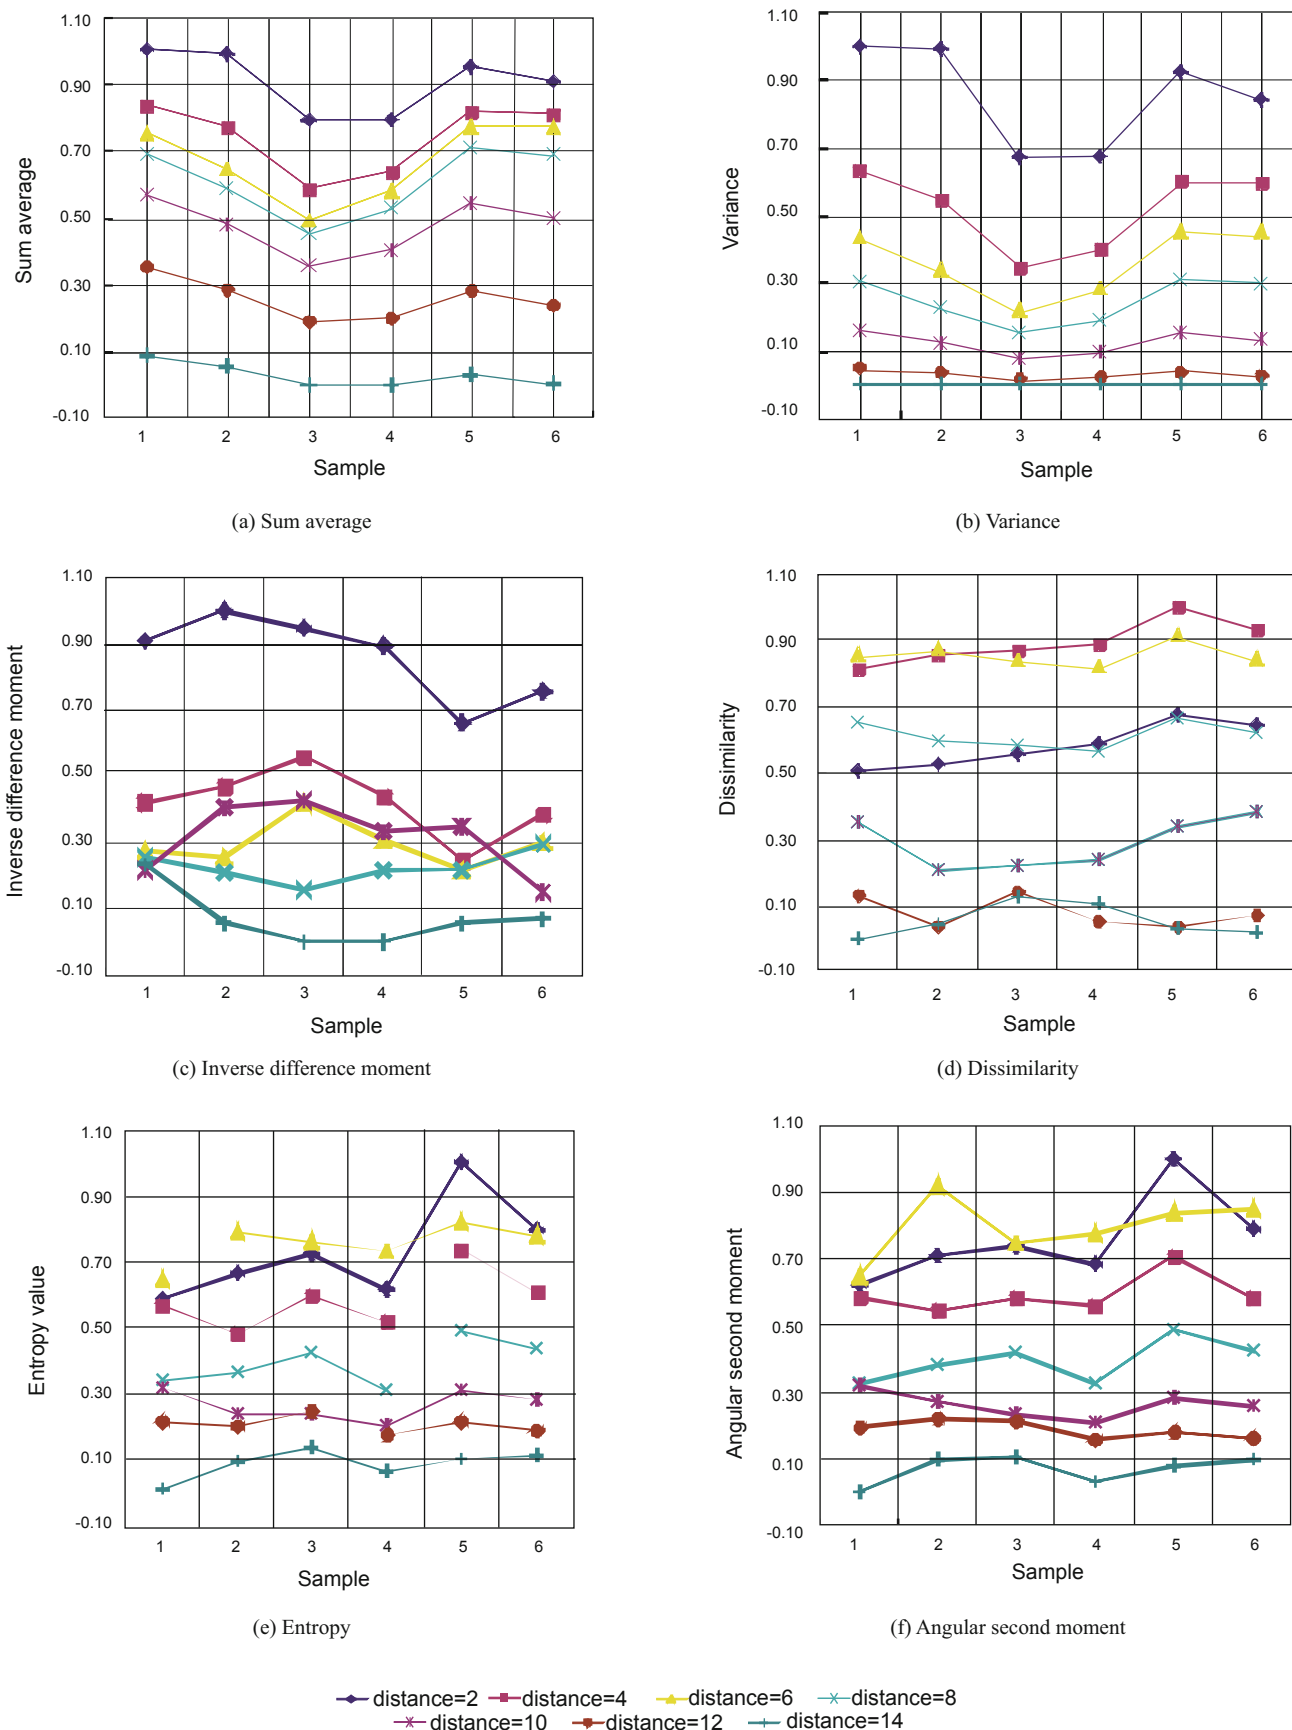 1.10
0.90
0.70
0.50
0.30
0.10
-0.10
Sum average
1 2 3 4 5 6
Sample
(a) Sum average
1.10
0.90
0.70
0.50
0.30
0.10
-0.10
Variance
1 2 3 4 5 6
Sample
(b) Variance
1.10
0.90
0.70
0.50
0.30
0.10
-0.10
Inverse difference moment
1 2 3 4 5 6
Sample
(c) Inverse difference moment
1.10
0.90
0.70
0.50
0.30
0.10
-0.10
Dissimilarity
1 2 3 4 5 6
Sample
(d) Dissimilarity
1.10
0.90
0.70
0.50
0.30
0.10
-0.10
Entropy value
1 2 3 4 5 6
Sample
(e) Entropy
1.10
0.90
0.70
0.50
0.30
0.10
-0.10
Angular second moment
1 2 3 4 5 6
Sample
(f) Angular second moment
distance=2 distance=4 distance=6 distance=8
distance=10 distance=12 distance=14